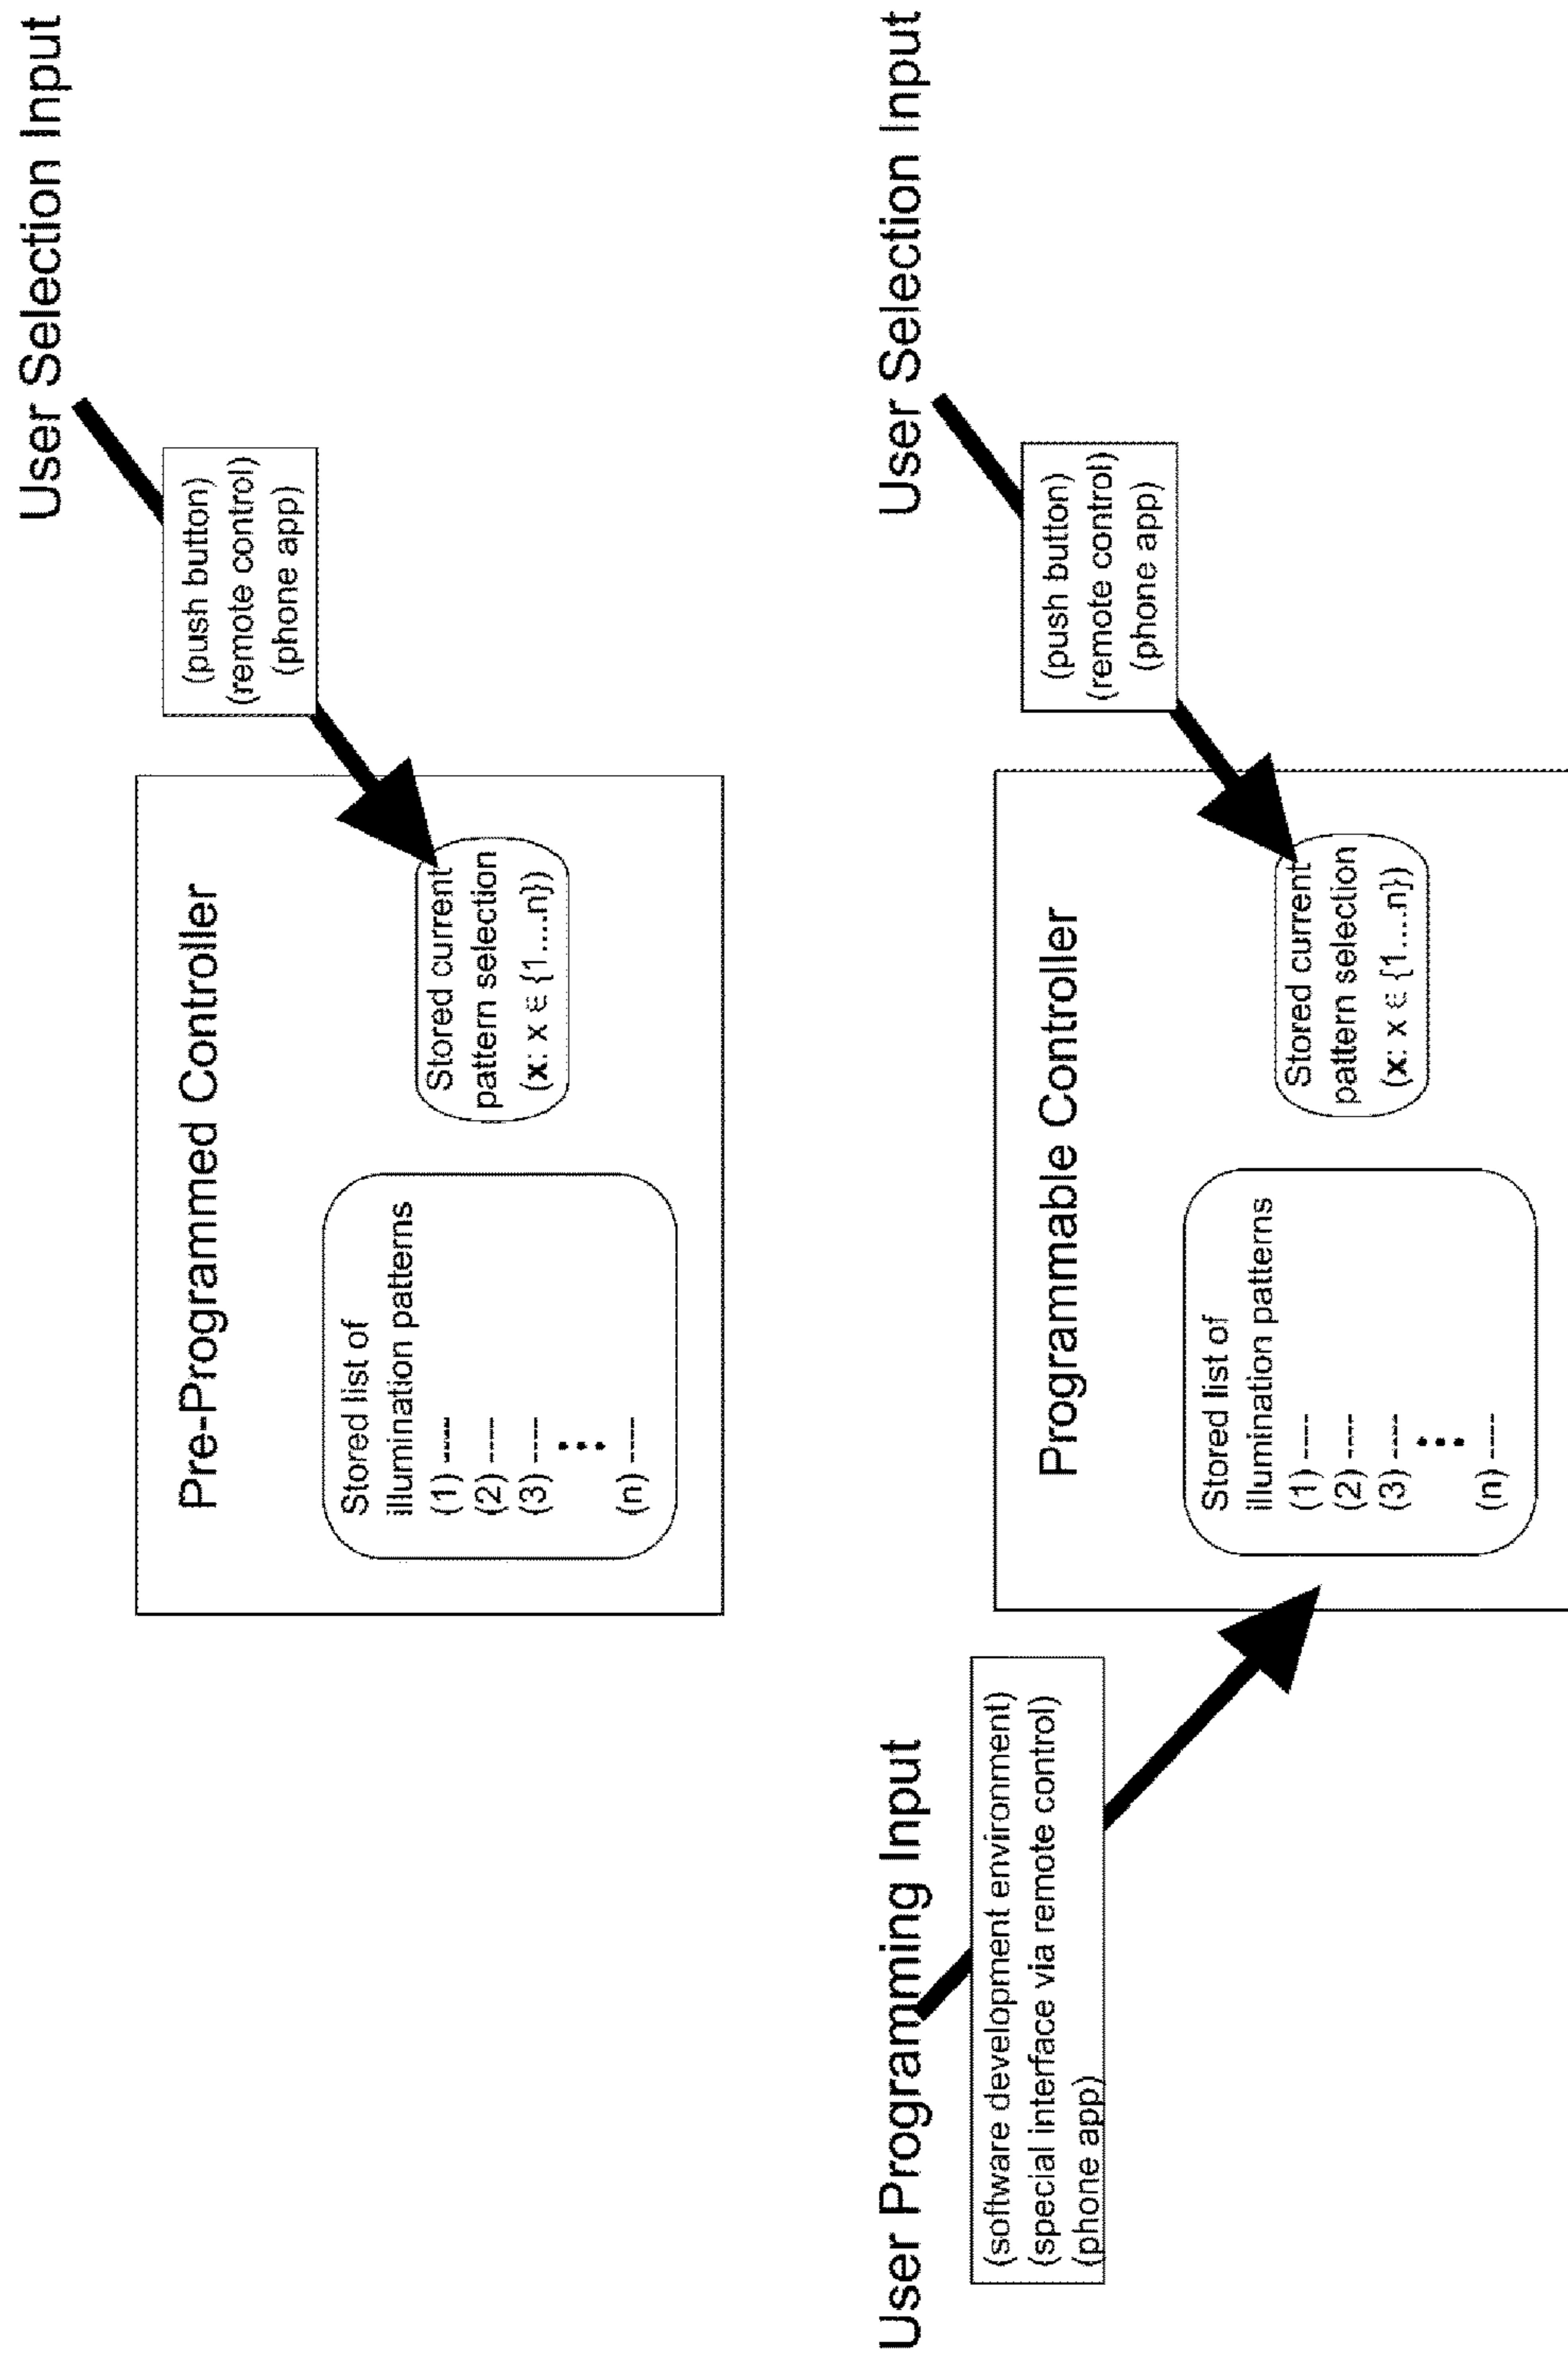 User Selection Input
(push button)
(remote control)
(phone app)
Pre-Programmed Controller
Stored list of
illumination patterns
(1) ----
(2) ----
(3) ----
⋮
(n) ----
Stored current
pattern selection
(x: x ∈ {1....n})
User Programming Input
(software development environment)
(special interface via remote control)
(phone app)
User Selection Input
(push button)
(remote control)
(phone app)
Programmable Controller
Stored list of
illumination patterns
(1) ----
(2) ----
(3) ----
⋮
(n) ----
Stored current
pattern selection
(x: x ∈ {1....n})